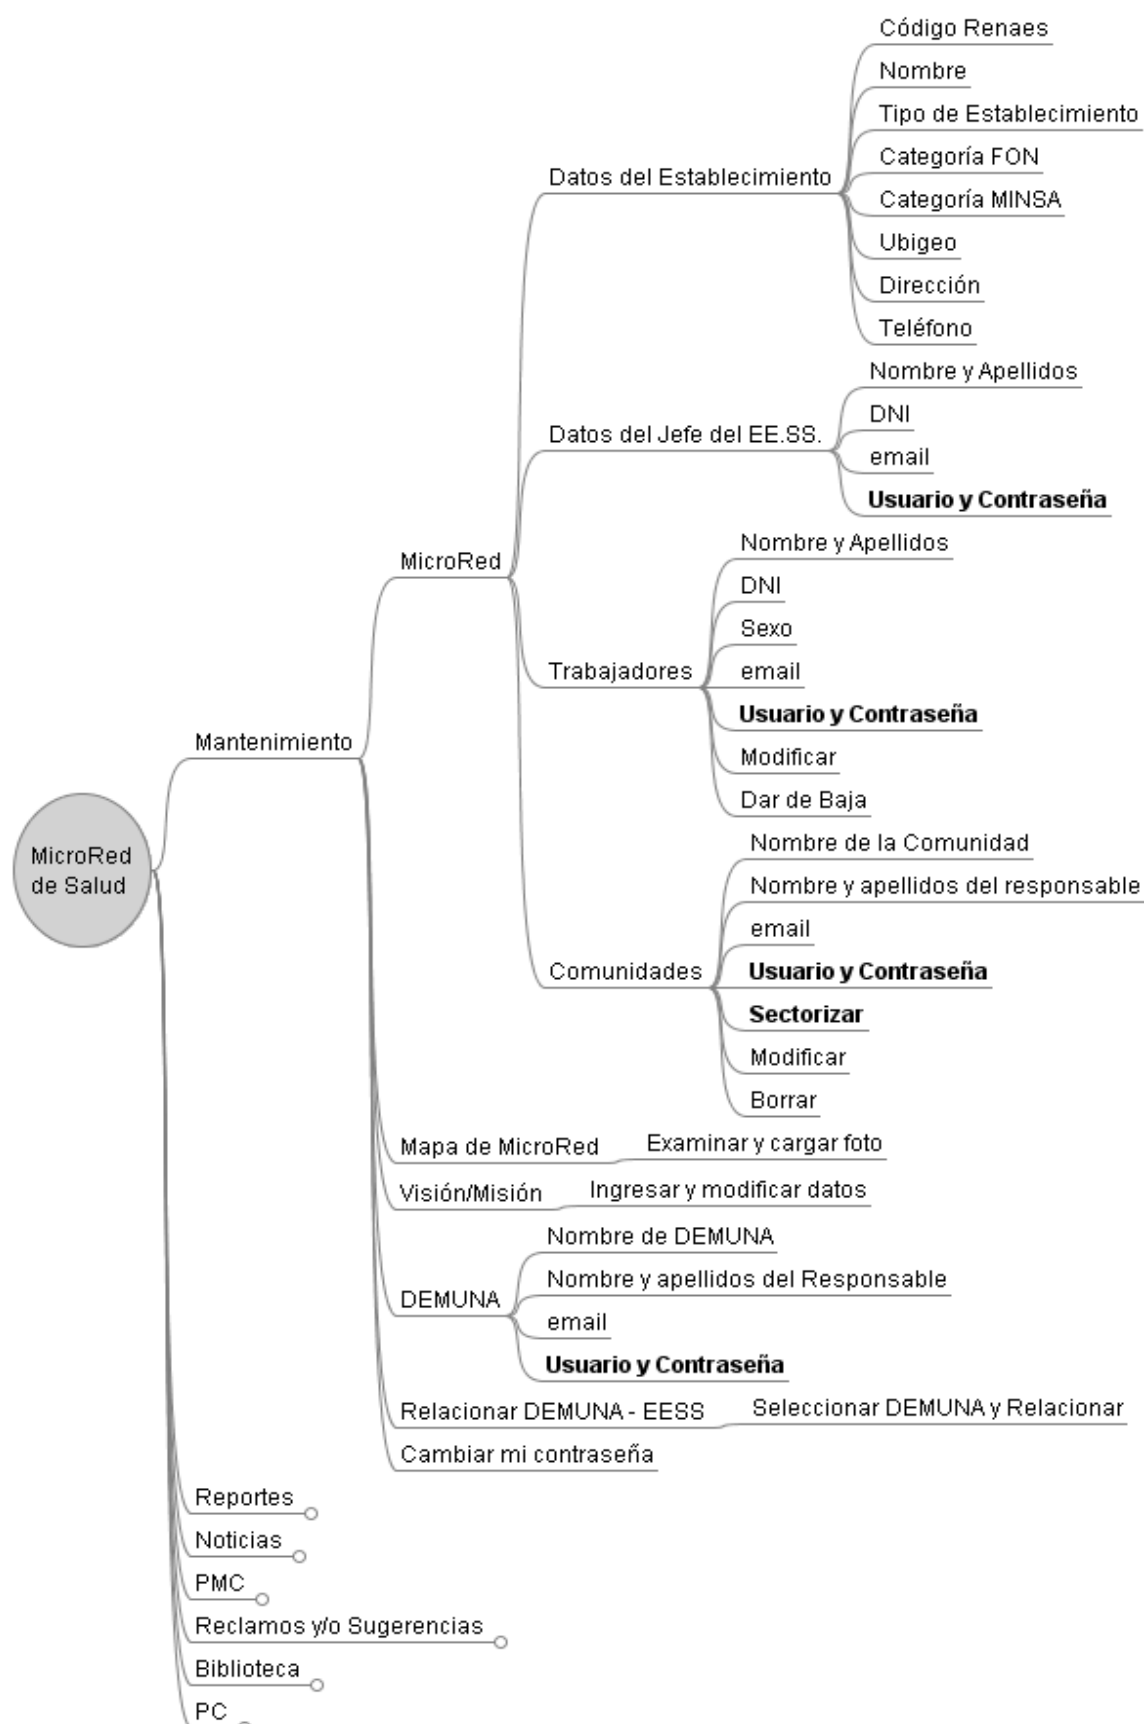 MicroRed
de Salud
Mantenimiento
MicroRed
Datos del Establecimiento
Código Renaes
Nombre
Tipo de Establecimiento
Categoría FON
Categoría MINSA
Ubigeo
Dirección
Teléfono
Datos del Jefe del EE.SS.
Nombre y Apellidos
DNI
email
Usuario y Contraseña
Trabajadores
Nombre y Apellidos
DNI
Sexo
email
Usuario y Contraseña
Modificar
Dar de Baja
Comunidades
Nombre de la Comunidad
Nombre y apellidos del responsable
email
Usuario y Contraseña
Sectorizar
Modificar
Borrar
Mapa de MicroRed
Examinar y cargar foto
Visión/Misión
Ingresar y modificar datos
DEMUNA
Nombre de DEMUNA
Nombre y apellidos del Responsable
email
Usuario y Contraseña
Relacionar DEMUNA - EESS
Seleccionar DEMUNA y Relacionar
Cambiar mi contraseña
Reportes
Noticias
PMC
Reclamos y/o Sugerencias
Biblioteca
PC